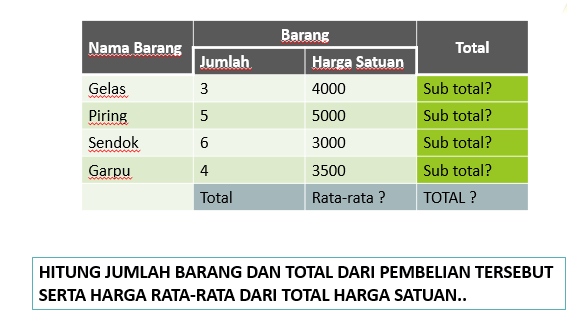 Nama Barang Barang Total
Jumlah Harga Satuan
Gelas 3 4000 Sub total?
Piring 5 5000 Sub total?
Sendok 6 3000 Sub total?
Garpu 4 3500 Sub total?
Total Rata-rata ? TOTAL ?
HITUNG JUMLAH BARANG DAN TOTAL DARI PEMBELIAN TERSEBUT
SERTA HARGA RATA-RATA DARI TOTAL HARGA SATUAN..